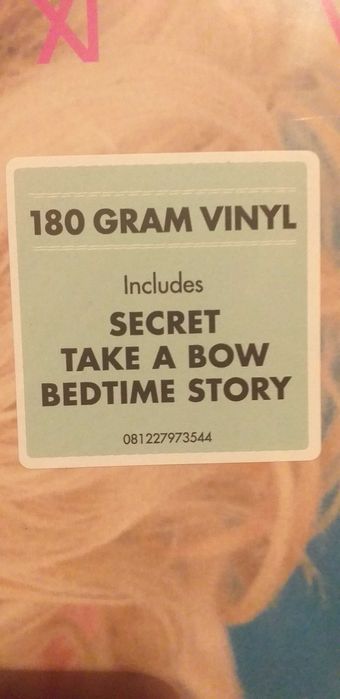 180 GRAM VINYL
Includes
SECRET
TAKE A BOW
BEDTIME STORY
081227973544